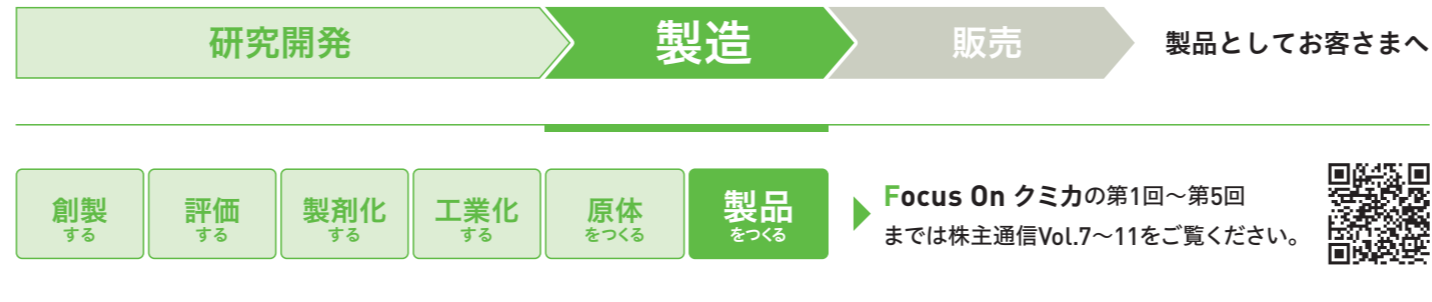 研究開発
製造
販売
製品としてお客さまへ
創製
する
評価
する
製剤化
する
工業化
する
原体
をつくる
製品
をつくる
Focus On クミカの第1回～第5回
までは株主通信Vol.7～11をご覧ください。